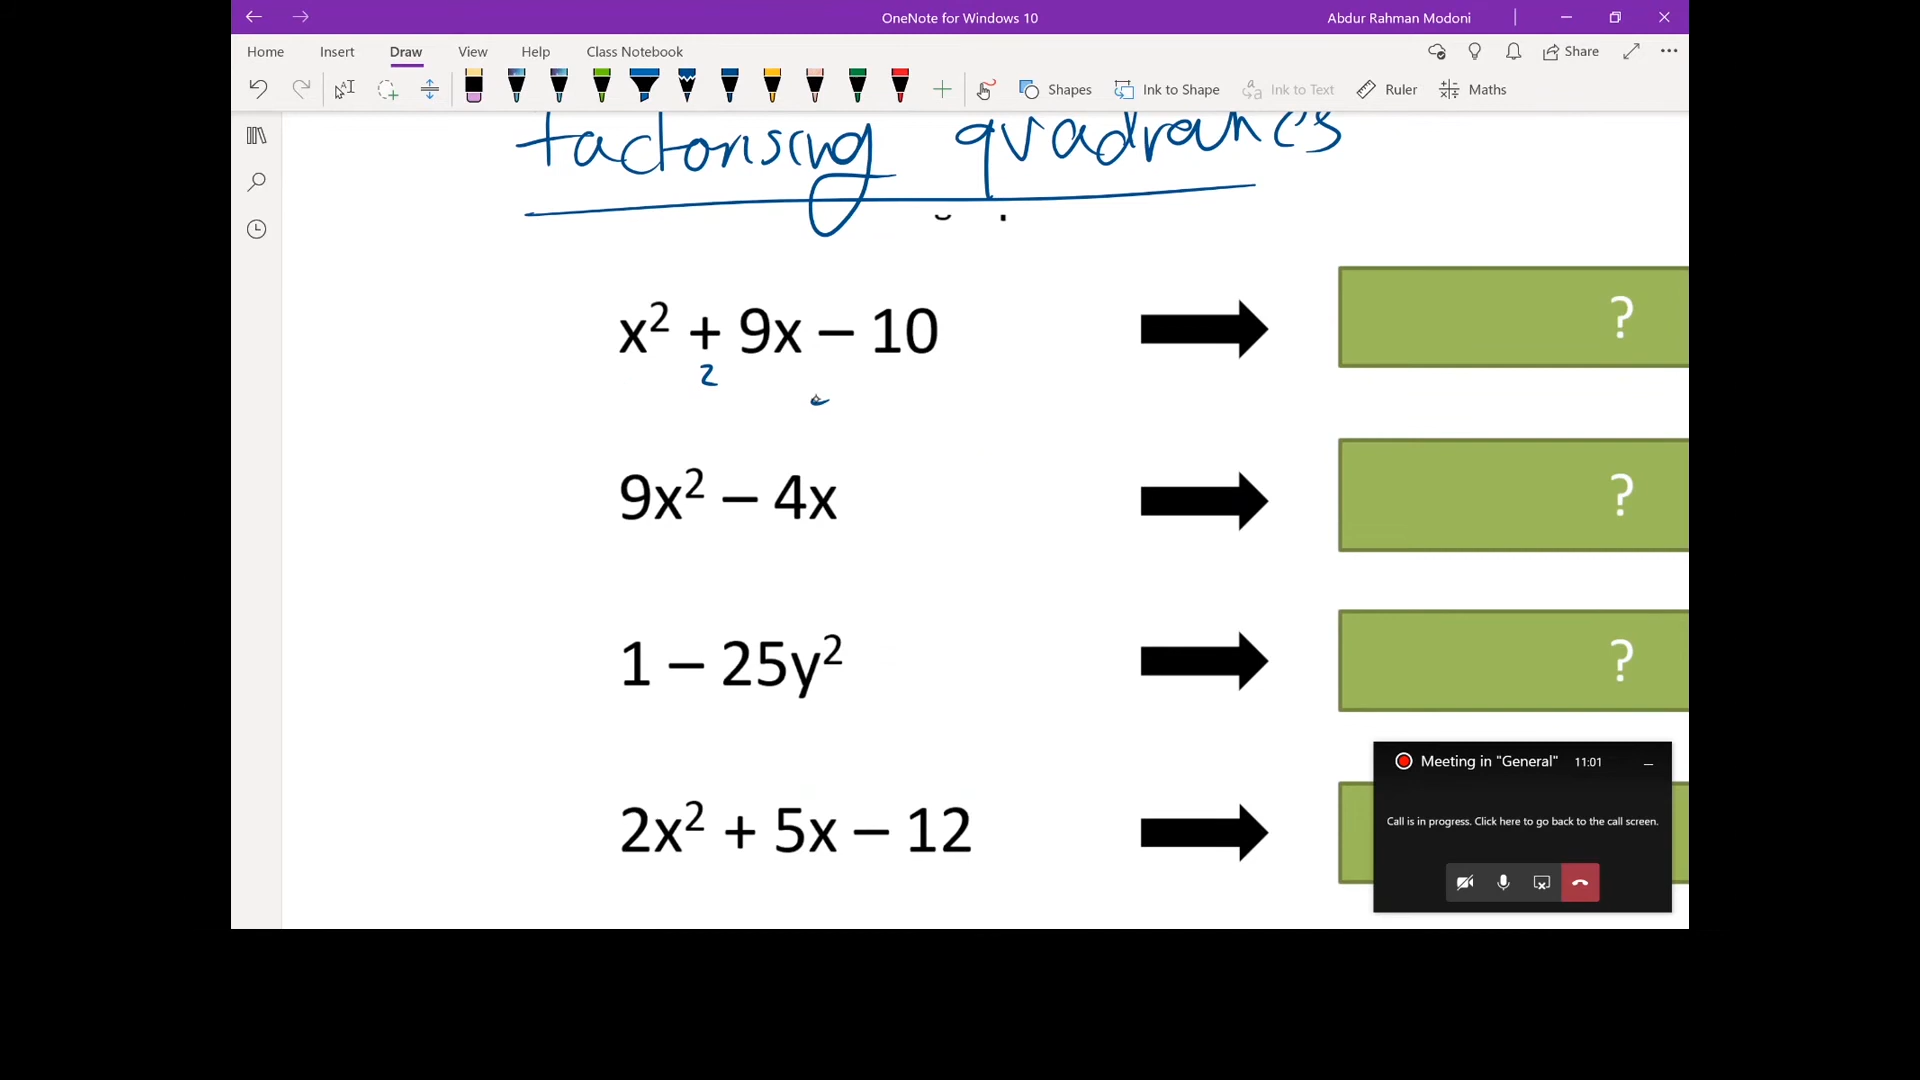 OneNote for Windows 10
Abdur Rahman Modoni
Home Insert Draw View Help Class Notebook
Share
Shapes Ink to Shape Ink to Text Ruler Maths
factorising quadratics
x² + 9x – 10 ?
2
9x² – 4x ?
1 – 25y² ?
2x² + 5x – 12
Meeting in "General" 11:01
Call is in progress. Click here to go back to the call screen.